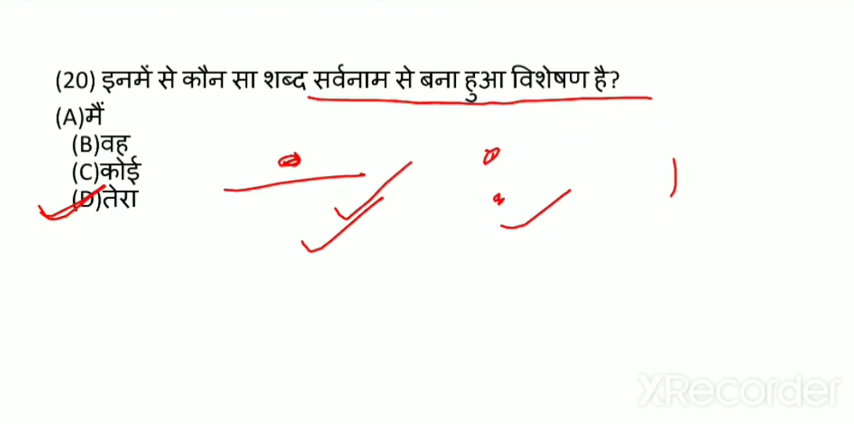 (20) इनमें से कौन सा शब्द सर्वनाम से बना हुआ विशेषण है?
(A)मैं
(B)वह
(C)कोई
(D)तेरा
XRecorder